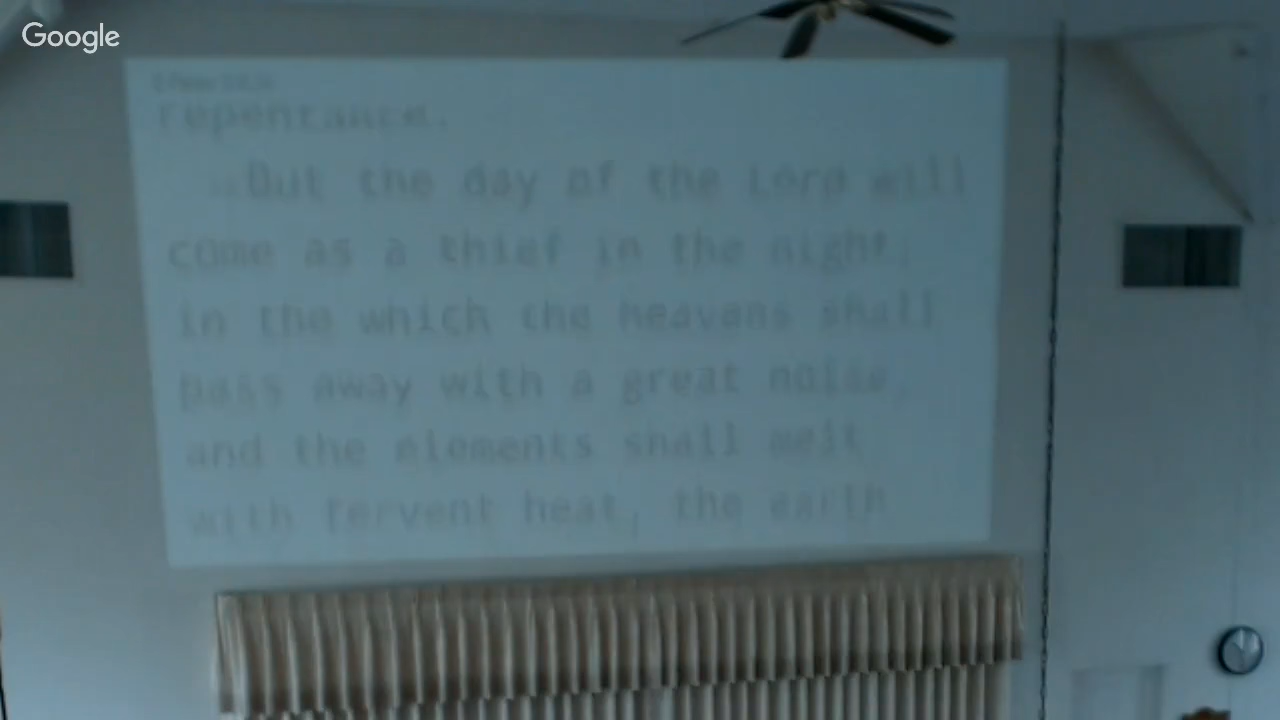 Google
repentance.
But the day of the Lord will
come as a thief in the night;
in the which the heavens shall
pass away with a great noise,
and the elements shall melt
with fervent heat, the earth